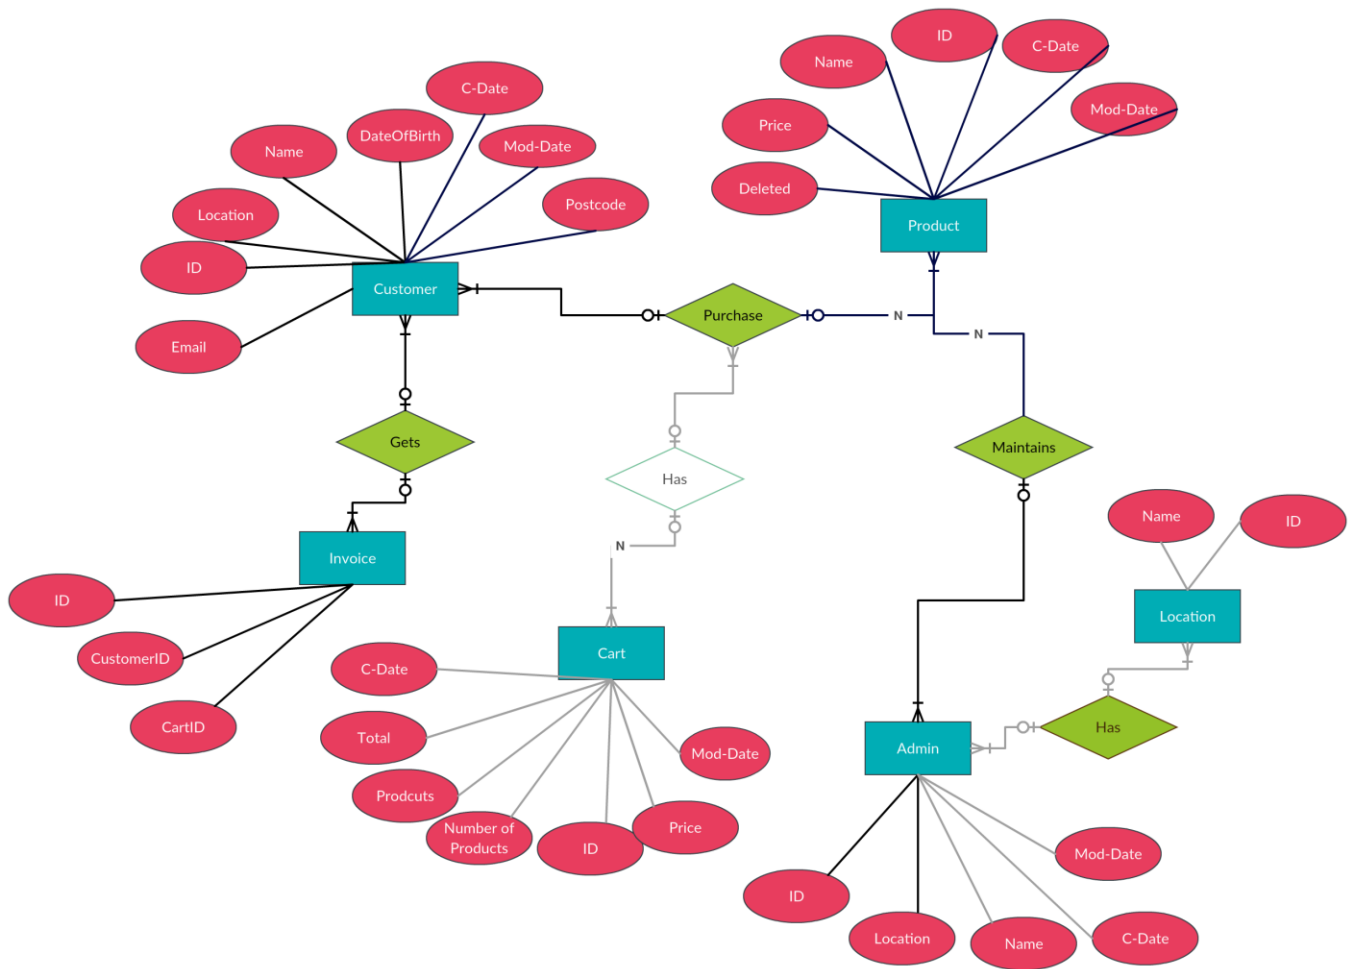 ID
C-Date
Name
Mod-Date
C-Date
Price
DateOfBirth
Mod-Date
Name
Deleted
Postcode
Location
Product
ID
Customer
Purchase
N
N
Email
Gets
Maintains
Has
Name
ID
N
Invoice
ID
Location
Cart
CustomerID
C-Date
CartID
Has
Total
Admin
Mod-Date
Prodcuts
Number of
Products
Price
ID
Mod-Date
ID
Location
Name
C-Date